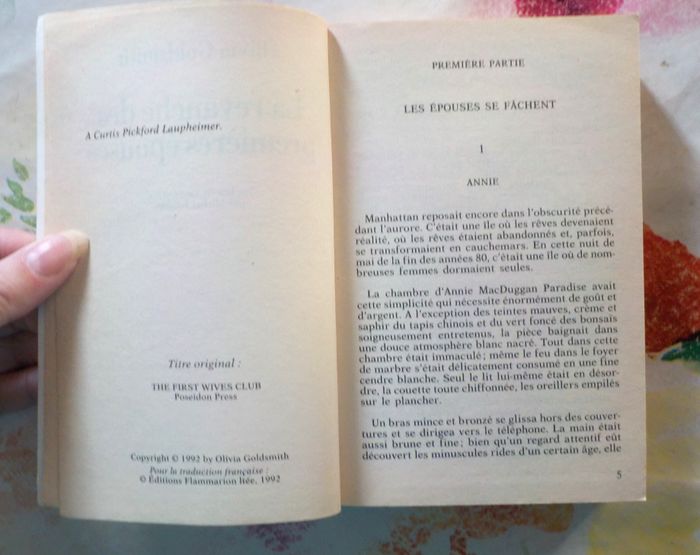 A Curtis Pickford Laupheimer.
Titre original :
THE FIRST WIVES CLUB
Poseidon Press
Copyright © 1992 by Olivia Goldsmith
Pour la traduction française :
© Éditions Flammarion ltée, 1992
PREMIÈRE PARTIE
LES ÉPOUSES SE FÂCHENT
1
ANNIE
Manhattan reposait encore dans l'obscurité précé-
dant l'aurore. C'était une île où les rêves devenaient
réalité, où les rêves étaient abandonnés et, parfois,
se transformaient en cauchemars. En cette nuit de
mai de la fin des années 80, c'était une île où de nom-
breuses femmes dormaient seules.
La chambre d'Annie MacDuggan Paradise avait
cette simplicité qui nécessite énormément de goût et
d'argent. A l'exception des teintes mauves, crème et
saphir du tapis chinois et du vert foncé des bonsaïs
soigneusement entretenus, la pièce baignait dans
une douce atmosphère blanc nacré. Tout dans cette
chambre était immaculé ; même le feu dans le foyer
de marbre s'était délicatement consumé en une fine
cendre blanche. Seul le lit lui-même était en désor-
dre, la couette toute chiffonnée, les oreillers empilés
sur le plancher.
Un bras mince et bronzé se glissa hors des couver-
tures et se dirigea vers le téléphone. La main était
aussi brune et fine ; bien qu'un regard attentif eût
découvert les minuscules rides d'un certain âge, elle
5